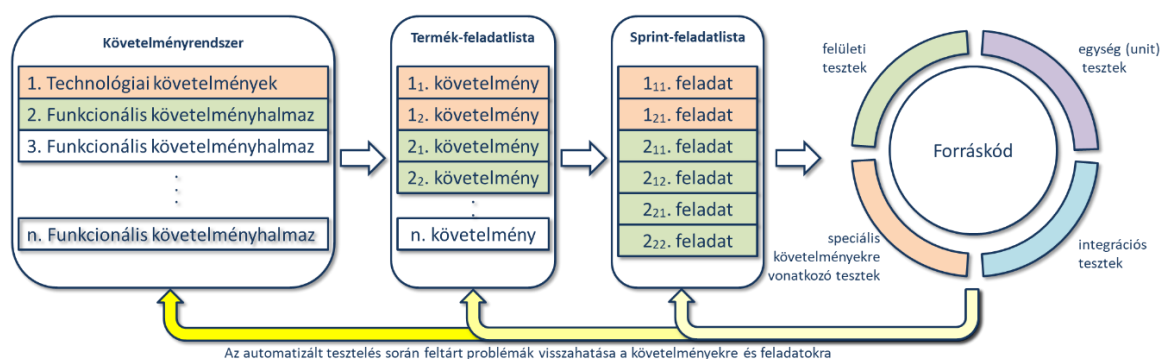 Követelményrendszer
1. Technológiai követelmények
2. Funkcionális követelményhalmaz
3. Funkcionális követelményhalmaz
.
.
.
n. Funkcionális követelményhalmaz
Termék-feladatlista
1₁. követelmény
1₂. követelmény
2₁. követelmény
2₂. követelmény
.
.
n. követelmény
Sprint-feladatlista
1₁₁. feladat
1₂₁. feladat
2₁₁. feladat
2₁₂. feladat
2₂₁. feladat
2₂₂. feladat
felületi
tesztek
egység (unit)
tesztek
Forráskód
speciális
követelményekre
vonatkozó tesztek
integrációs
tesztek
Az automatizált tesztelés során feltárt problémák visszahatása a követelményekre és feladatokra